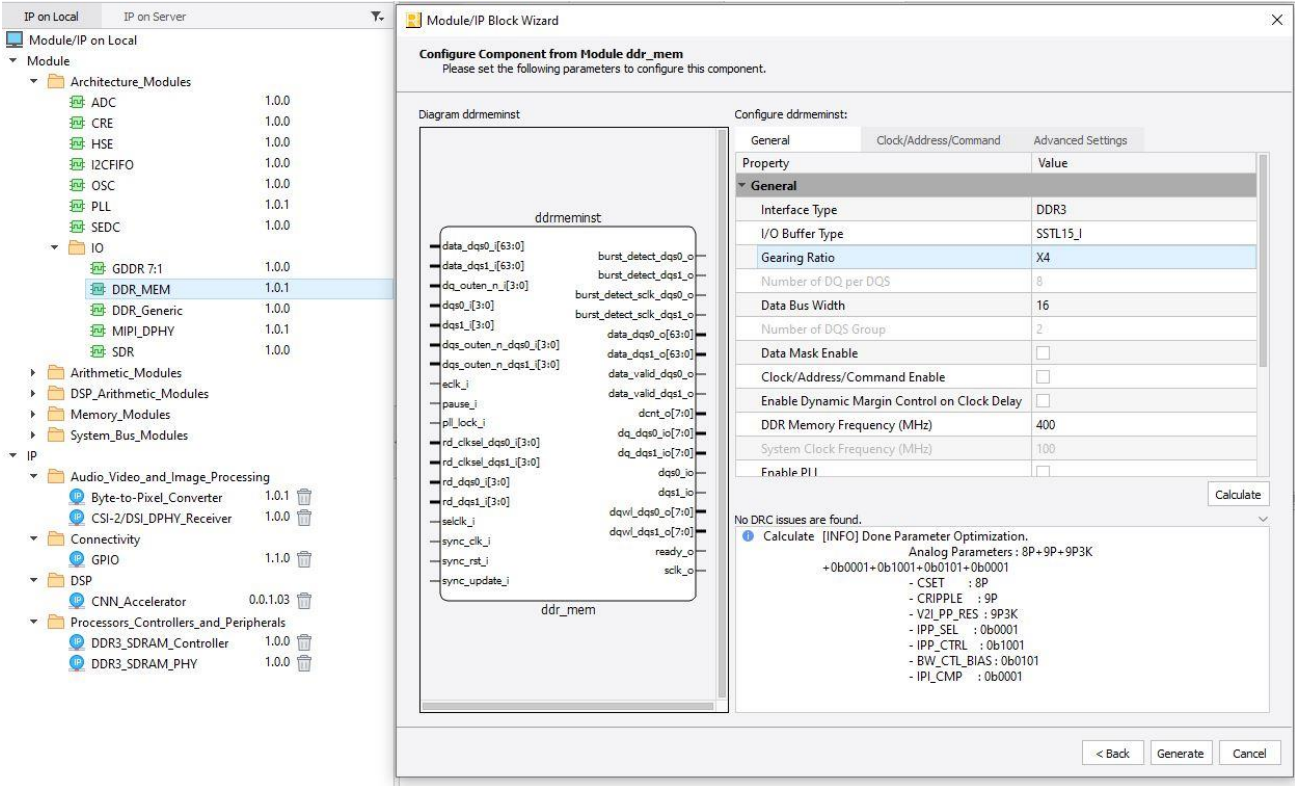 IP on Local IP on Server
Module/IP on Local
Module
Architecture_Modules
ADC 1.0.0
CRE 1.0.0
HSE 1.0.0
I2CFIFO 1.0.0
OSC 1.0.0
PLL 1.0.1
SEDC 1.0.0
IO
GDDR 7:1 1.0.0
DDR_MEM 1.0.1
DDR_Generic 1.0.0
MIPI_DPHY 1.0.1
SDR 1.0.0
Arithmetic_Modules
DSP_Arithmetic_Modules
Memory_Modules
System_Bus_Modules
IP
Audio_Video_and_Image_Processing
Byte-to-Pixel_Converter 1.0.1
CSI-2/DSI_DPHY_Receiver 1.0.0
Connectivity
GPIO 1.1.0
DSP
CNN_Accelerator 0.0.1.03
Processors_Controllers_and_Peripherals
DDR3_SDRAM_Controller 1.0.0
DDR3_SDRAM_PHY 1.0.0
Module/IP Block Wizard
Configure Component from Module ddr_mem
Please set the following parameters to configure this component.
Diagram ddrmeminst
ddrmeminst
data_dqs0_i[63:0]
data_dqs1_i[63:0]
dq_outen_n_i[3:0]
dqs0_i[3:0]
dqs1_i[3:0]
dqs_outen_n_dqs0_i[3:0]
dqs_outen_n_dqs1_i[3:0]
eclk_i
pause_i
pll_lock_i
rd_clksel_dqs0_i[3:0]
rd_clksel_dqs1_i[3:0]
rd_dqs0_i[3:0]
rd_dqs1_i[3:0]
selclk_i
sync_clk_i
sync_rst_i
sync_update_i
burst_detect_dqs0_o
burst_detect_dqs1_o
burst_detect_sclk_dqs0_o
burst_detect_sclk_dqs1_o
data_dqs0_o[63:0]
data_dqs1_o[63:0]
data_valid_dqs0_o
data_valid_dqs1_o
dcnt_o[7:0]
dq_dqs0_io[7:0]
dq_dqs1_io[7:0]
dqs0_io
dqs1_io
dqwl_dqs0_o[7:0]
dqwl_dqs1_o[7:0]
ready_o
sclk_o
ddr_mem
Configure ddrmeminst:
General Clock/Address/Command Advanced Settings
Property Value
General
Interface Type DDR3
I/O Buffer Type SSTL15_I
Gearing Ratio X4
Number of DQ per DQS 8
Data Bus Width 16
Number of DQS Group 2
Data Mask Enable
Clock/Address/Command Enable
Enable Dynamic Margin Control on Clock Delay
DDR Memory Frequency (MHz) 400
System Clock Frequency (MHz) 100
Enable PLL
Calculate
No DRC issues are found.
Calculate [INFO] Done Parameter Optimization.
Analog Parameters : 8P+9P+9P3K
+0b0001+0b1001+0b0101+0b0001
- CSET : 8P
- CRIPPLE : 9P
- V2I_PP_RES : 9P3K
- IPP_SEL : 0b0001
- IPP_CTRL : 0b1001
- BW_CTL_BIAS : 0b0101
- IPI_CMP : 0b0001
< Back Generate Cancel